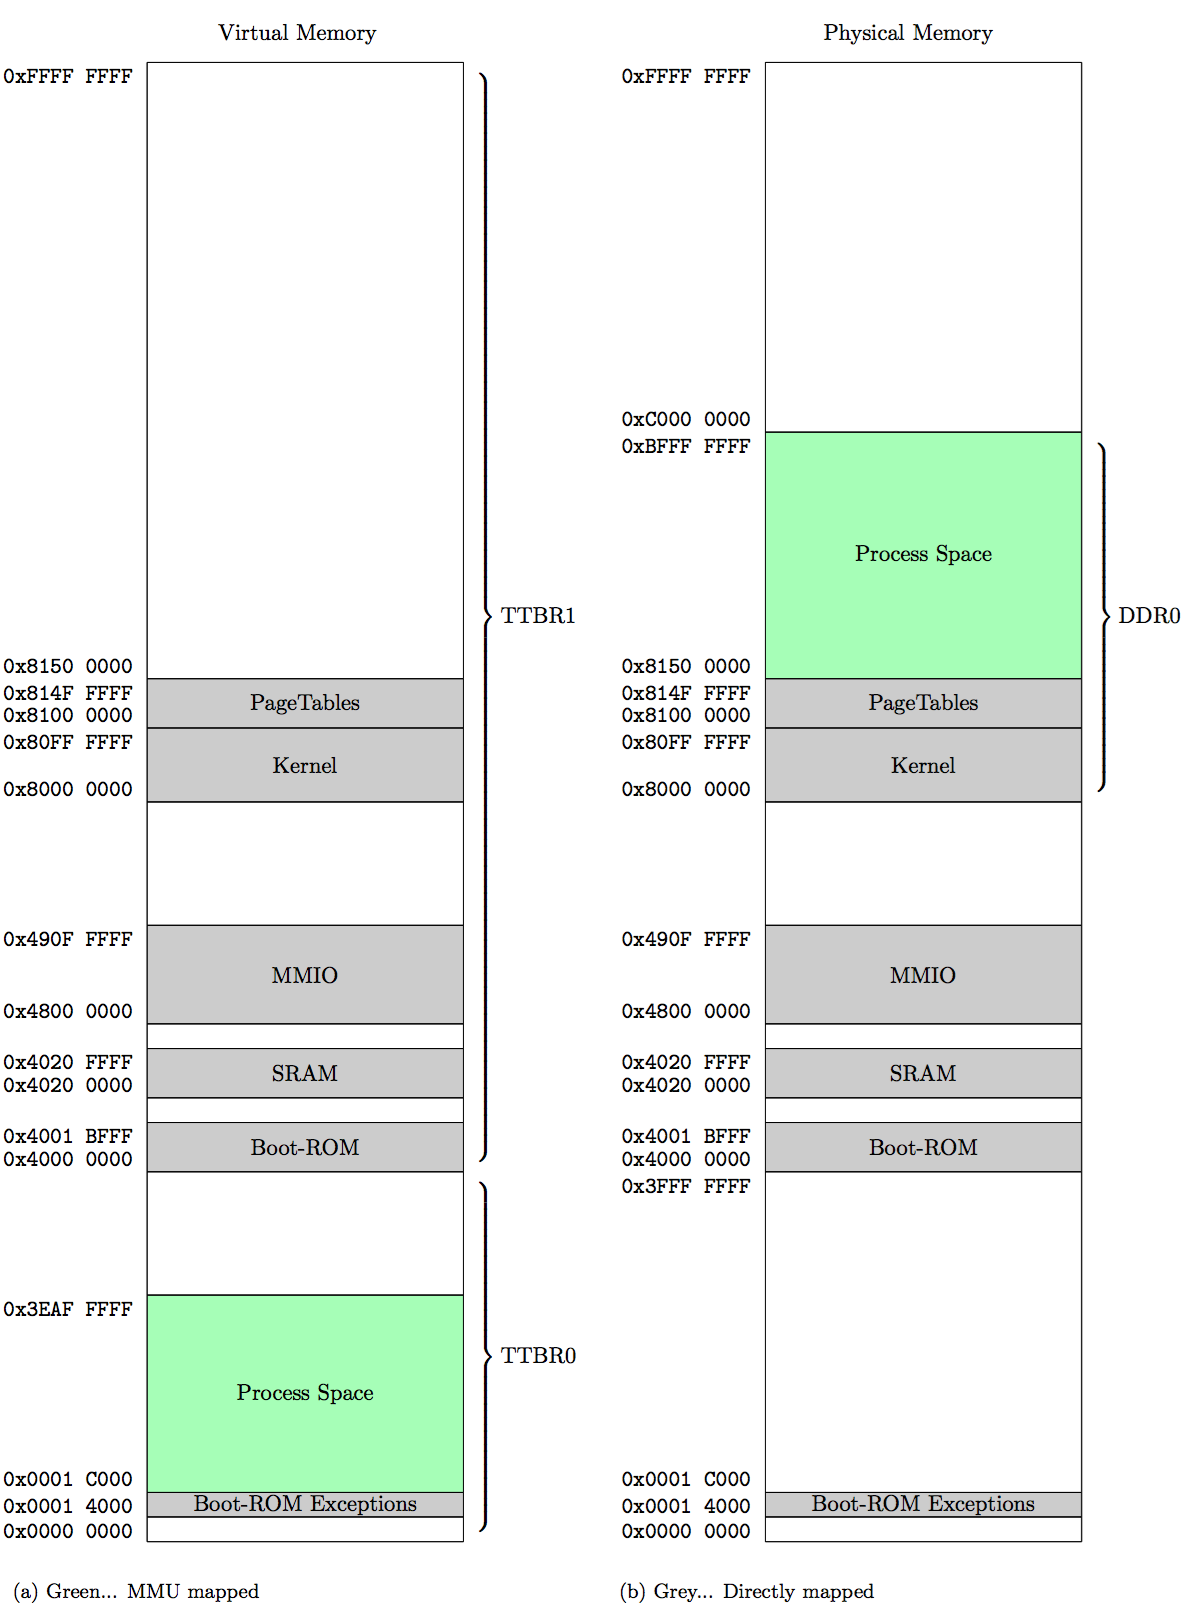 Virtual Memory
0xFFFF FFFF
TTBR1
0x8150 0000
0x814F FFFF
PageTables
0x8100 0000
0x80FF FFFF
Kernel
0x8000 0000
0x490F FFFF
MMIO
0x4800 0000
0x4020 FFFF
SRAM
0x4020 0000
0x4001 BFFF
Boot-ROM
0x4000 0000
0x3EAF FFFF
TTBR0
Process Space
0x0001 C000
Boot-ROM Exceptions
0x0001 4000
0x0000 0000
(a) Green... MMU mapped
Physical Memory
0xFFFF FFFF
0xC000 0000
0xBFFF FFFF
Process Space
DDR0
0x8150 0000
0x814F FFFF
PageTables
0x8100 0000
0x80FF FFFF
Kernel
0x8000 0000
0x490F FFFF
MMIO
0x4800 0000
0x4020 FFFF
SRAM
0x4020 0000
0x4001 BFFF
Boot-ROM
0x4000 0000
0x3FFF FFFF
0x0001 C000
Boot-ROM Exceptions
0x0001 4000
0x0000 0000
(b) Grey... Directly mapped